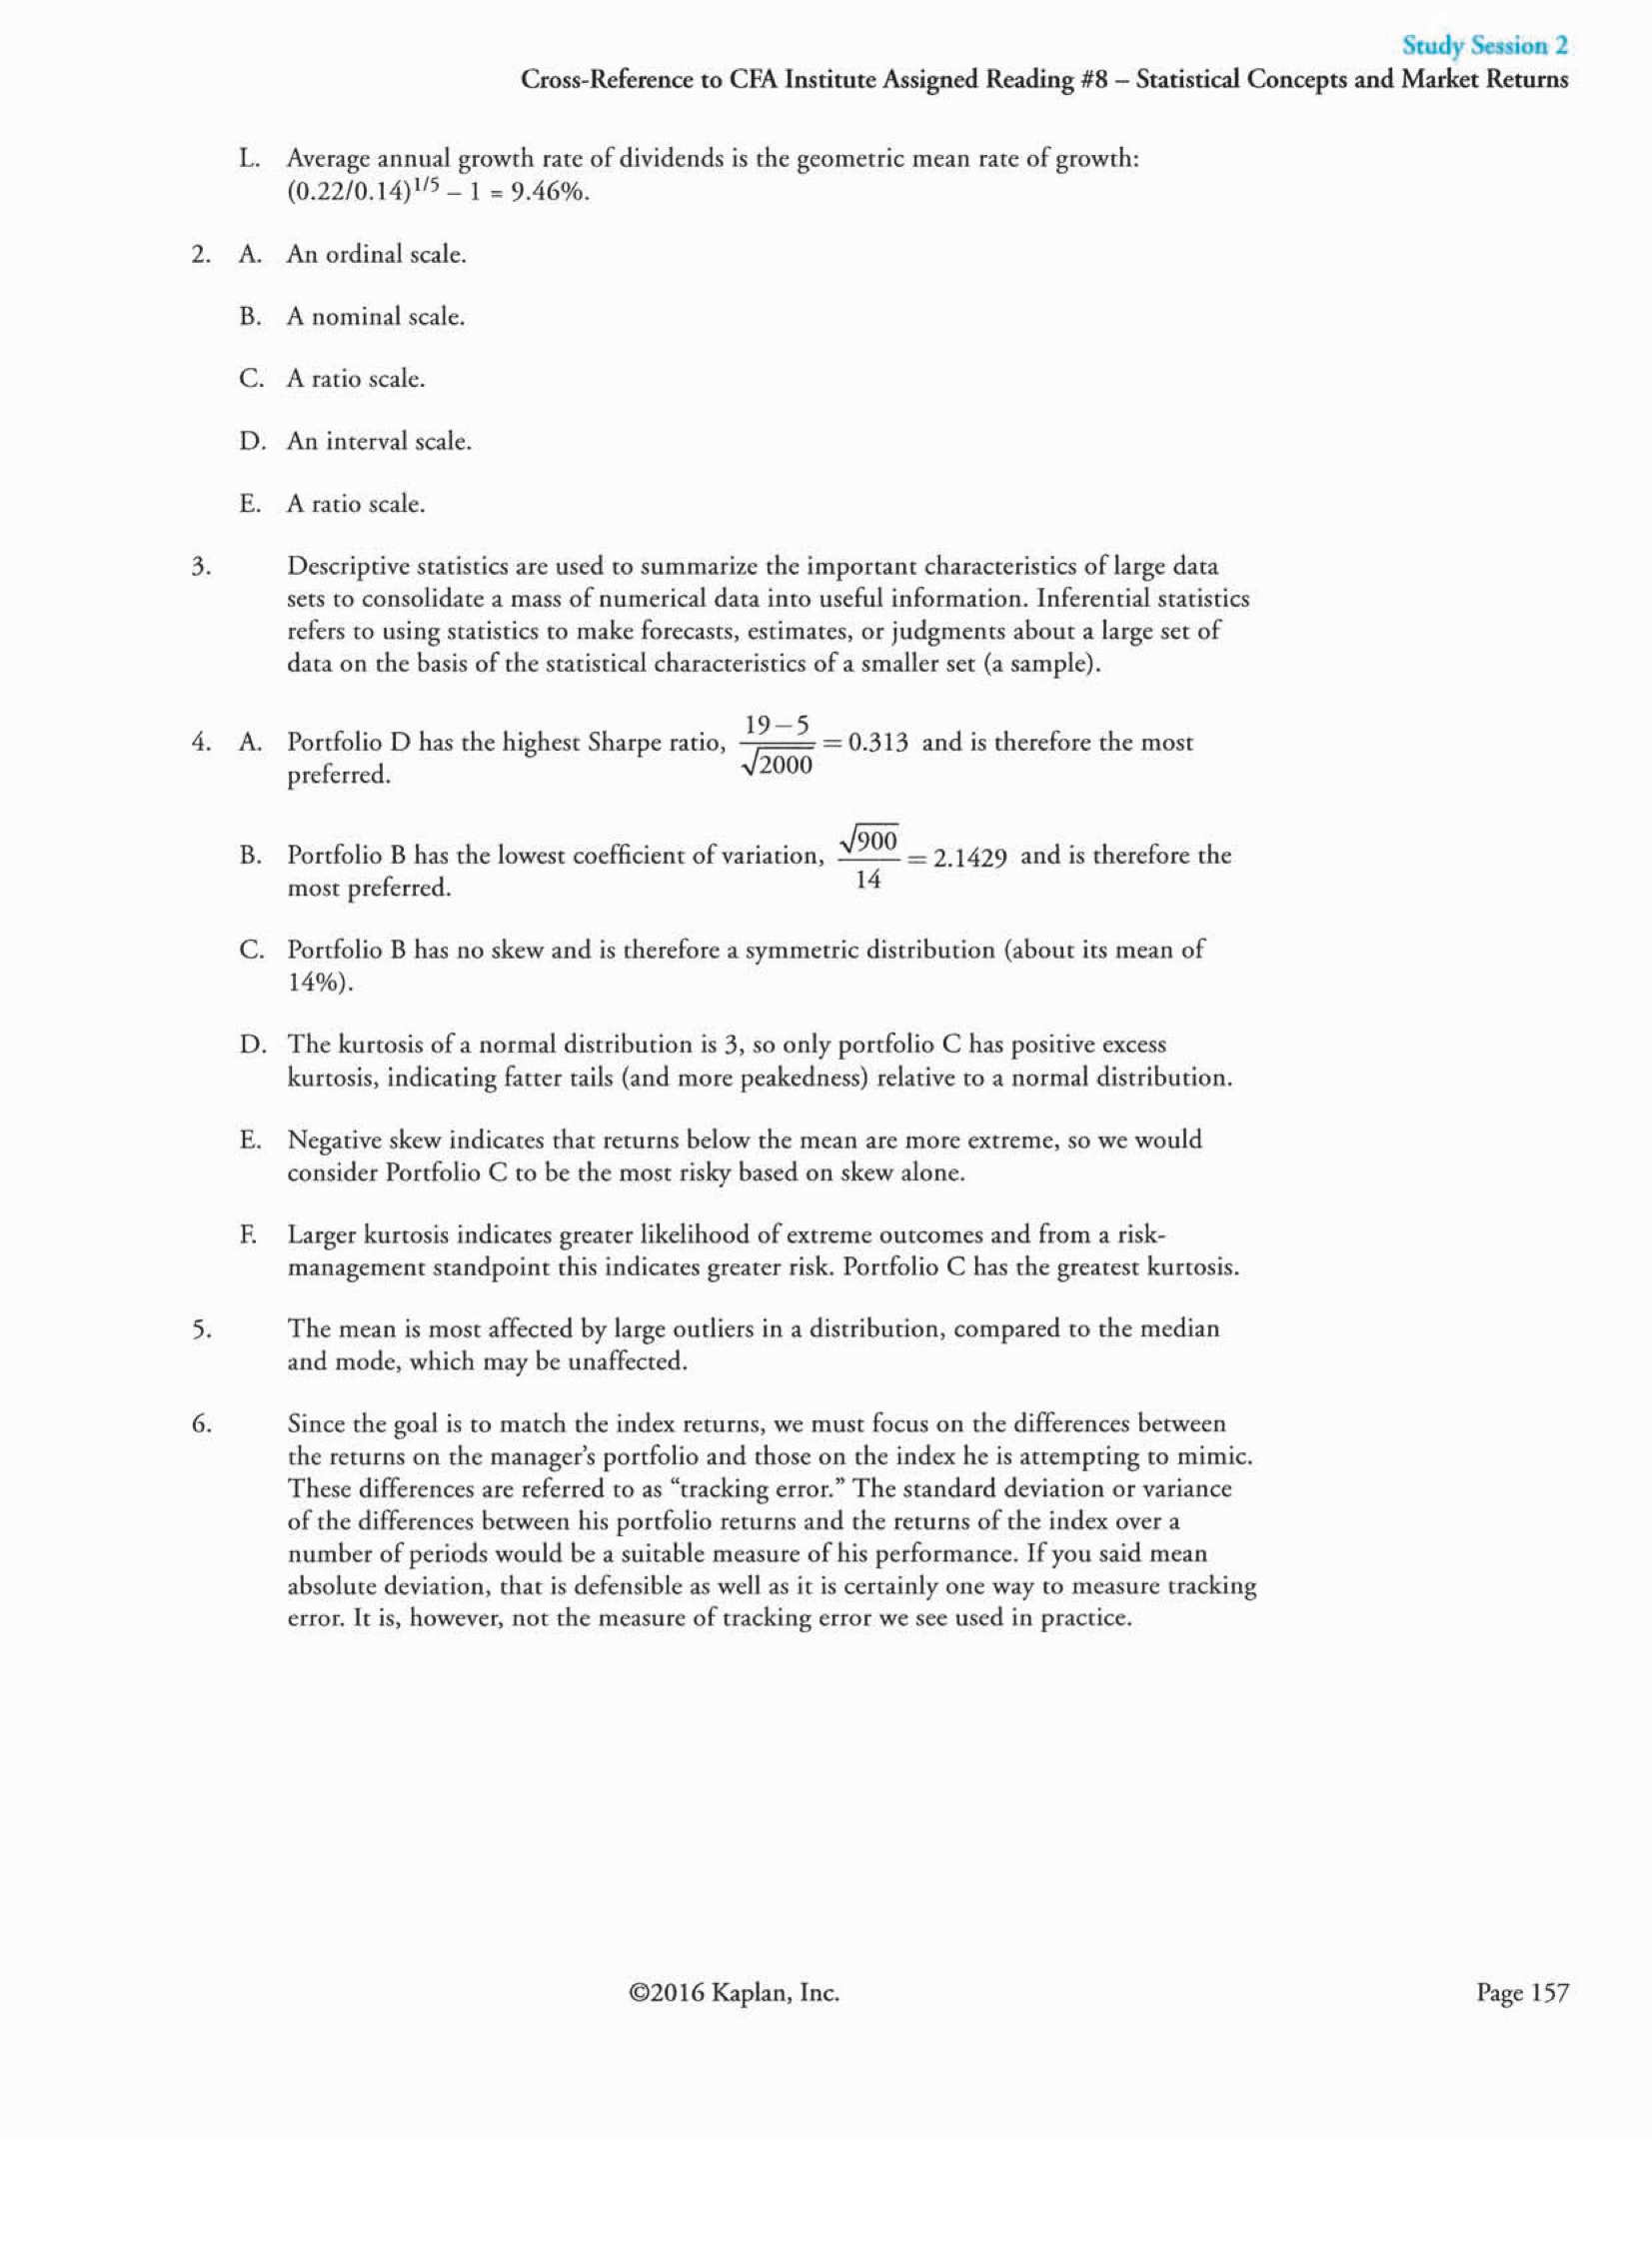 Study Session 2
Cross-Reference to CFA Institute Assigned Reading #8 – Statistical Concepts and Market Returns
L. Average annual growth rate of dividends is the geometric mean rate of growth:
(0.22/0.14)^1/5 – 1 = 9.46%.
2. A. An ordinal scale.
B. A nominal scale.
C. A ratio scale.
D. An interval scale.
E. A ratio scale.
3. Descriptive statistics are used to summarize the important characteristics of large data
sets to consolidate a mass of numerical data into useful information. Inferential statistics
refers to using statistics to make forecasts, estimates, or judgments about a large set of
data on the basis of the statistical characteristics of a smaller set (a sample).
4. A. Portfolio D has the highest Sharpe ratio, (19–5)/√2000 = 0.313 and is therefore the most
preferred.
B. Portfolio B has the lowest coefficient of variation, √900/14 = 2.1429 and is therefore the
most preferred.
C. Portfolio B has no skew and is therefore a symmetric distribution (about its mean of
14%).
D. The kurtosis of a normal distribution is 3, so only portfolio C has positive excess
kurtosis, indicating fatter tails (and more peakedness) relative to a normal distribution.
E. Negative skew indicates that returns below the mean are more extreme, so we would
consider Portfolio C to be the most risky based on skew alone.
F. Larger kurtosis indicates greater likelihood of extreme outcomes and from a risk-
management standpoint this indicates greater risk. Portfolio C has the greatest kurtosis.
5. The mean is most affected by large outliers in a distribution, compared to the median
and mode, which may be unaffected.
6. Since the goal is to match the index returns, we must focus on the differences between
the returns on the manager's portfolio and those on the index he is attempting to mimic.
These differences are referred to as "tracking error." The standard deviation or variance
of the differences between his portfolio returns and the returns of the index over a
number of periods would be a suitable measure of his performance. If you said mean
absolute deviation, that is defensible as well as it is certainly one way to measure tracking
error. It is, however, not the measure of tracking error we see used in practice.
©2016 Kaplan, Inc.
Page 157